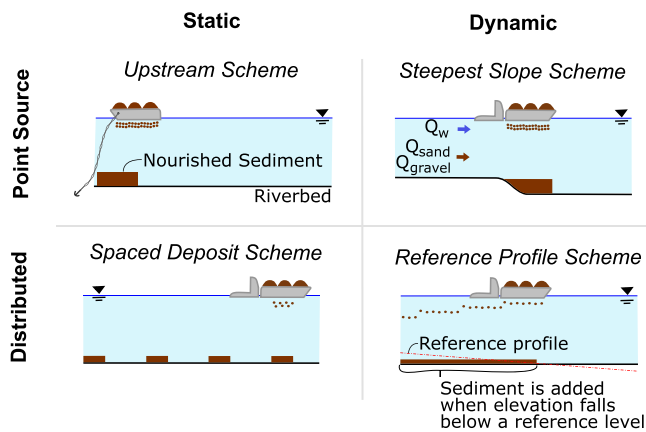 Static
Dynamic
Point Source
Upstream Scheme
Nourished Sediment
Riverbed
Steepest Slope Scheme
Qw
Qsand
Qgravel
Distributed
Spaced Deposit Scheme
Reference Profile Scheme
Reference profile
Sediment is added
when elevation falls
below a reference level